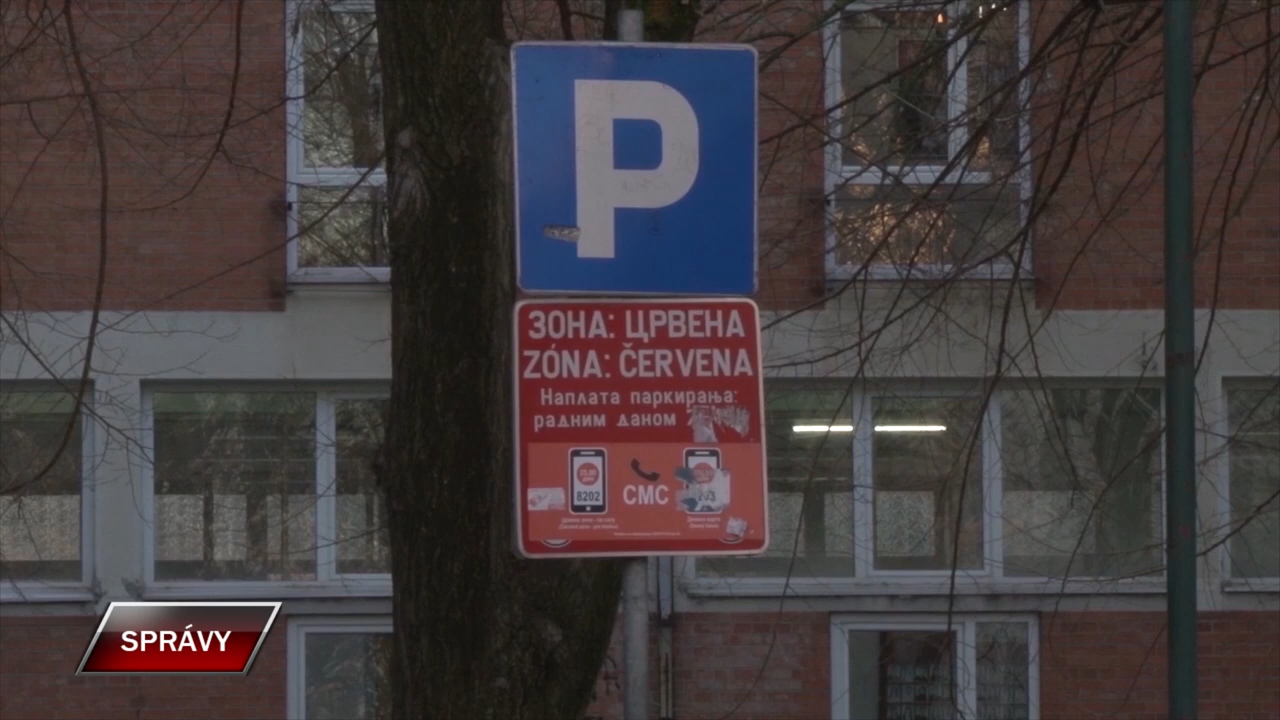 P
ЗОНА: ЦРВЕНА
ZÓNA: ČERVENA
Наплата паркирања:
радним даном
8202
СМС
SPRÁVY